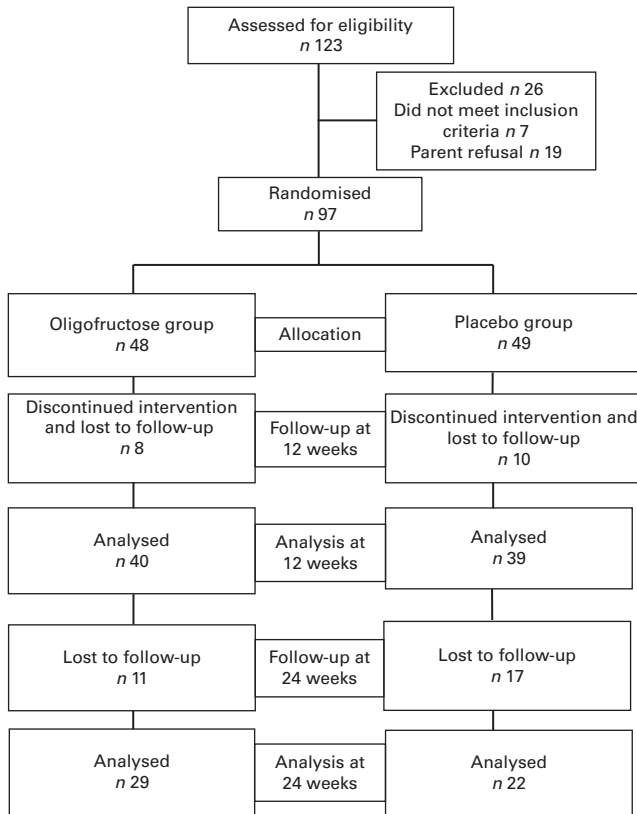 Assessed for eligibility
n 123
Excluded n 26
Did not meet inclusion
criteria n 7
Parent refusal n 19
Randomised
n 97
Oligofructose group
n 48
Allocation
Placebo group
n 49
Discontinued intervention
and lost to follow-up
n 8
Follow-up at
12 weeks
Discontinued intervention and
lost to follow-up
n 10
Analysed
n 40
Analysis at
12 weeks
Analysed
n 39
Lost to follow-up
n 11
Follow-up at
24 weeks
Lost to follow-up
n 17
Analysed
n 29
Analysis at
24 weeks
Analysed
n 22